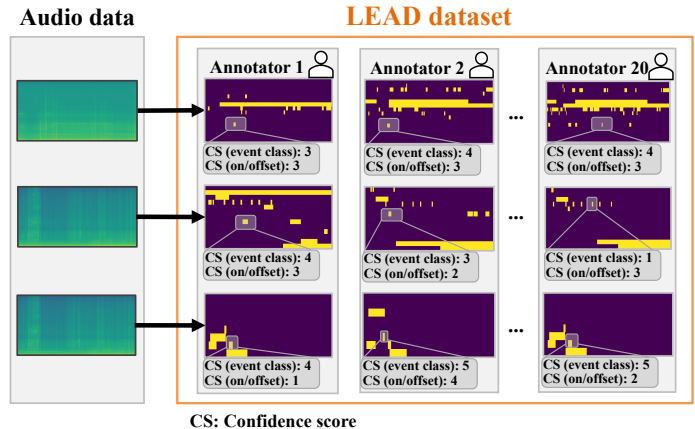 Audio data
LEAD dataset
Annotator 1
Annotator 2
Annotator 20
CS (event class): 3
CS (on/offset): 3
CS (event class): 4
CS (on/offset): 3
...
CS (event class): 4
CS (on/offset): 3
CS (event class): 4
CS (on/offset): 3
CS (event class): 3
CS (on/offset): 2
...
CS (event class): 1
CS (on/offset): 3
CS (event class): 4
CS (on/offset): 1
CS (event class): 5
CS (on/offset): 4
...
CS (event class): 5
CS (on/offset): 2
CS: Confidence score